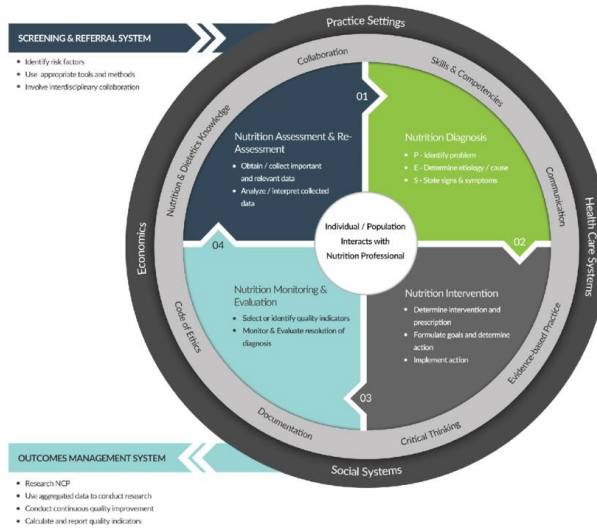 Practice Settings
SCREENING & REFERRAL SYSTEM
• Identify risk factors
• Use appropriate tools and methods
• Involve interdisciplinary collaboration
Collaboration
Skills & Competencies
Nutrition & Dietetics Knowledge
Communication
01
Nutrition Assessment & Re-
Assessment
• Obtain / collect important
and relevant data
• Analyze / interpret collected
data
Nutrition Diagnosis
• P - Identify problem
• E - Determine etiology / cause
• S - State signs & symptoms
Economics
Health Care Systems
Individual / Population
Interacts with
Nutrition Professional
02
04
Nutrition Monitoring &
Evaluation
• Select or identify quality indicators
• Monitor & Evaluate resolution of
diagnosis
Nutrition Intervention
• Determine intervention and
prescription
• Formulate goals and determine
action
• Implement action
03
Code of Ethics
Evidence-based Practice
Documentation
Critical Thinking
Social Systems
OUTCOMES MANAGEMENT SYSTEM
• Research NCP
• Use aggregated data to conduct research
• Conduct continuous quality improvement
• Calculate and report quality indicators